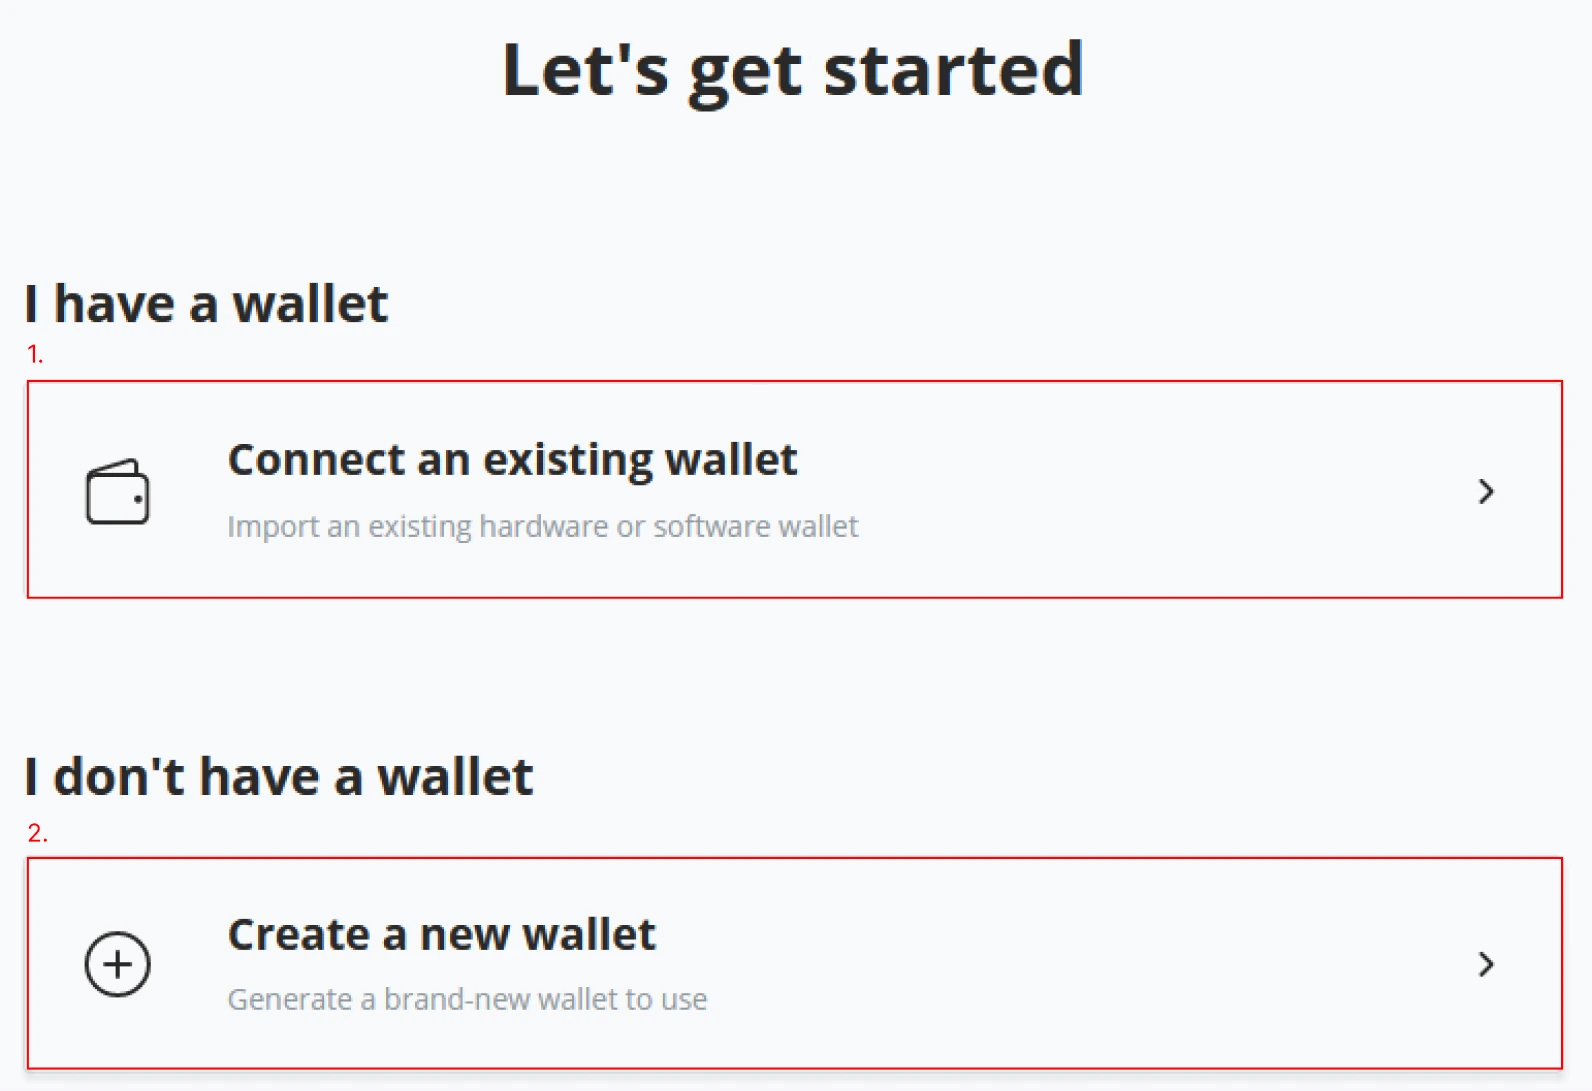 Let's get started
I have a wallet
1.
Connect an existing wallet
Import an existing hardware or software wallet
I don't have a wallet
2.
Create a new wallet
Generate a brand-new wallet to use